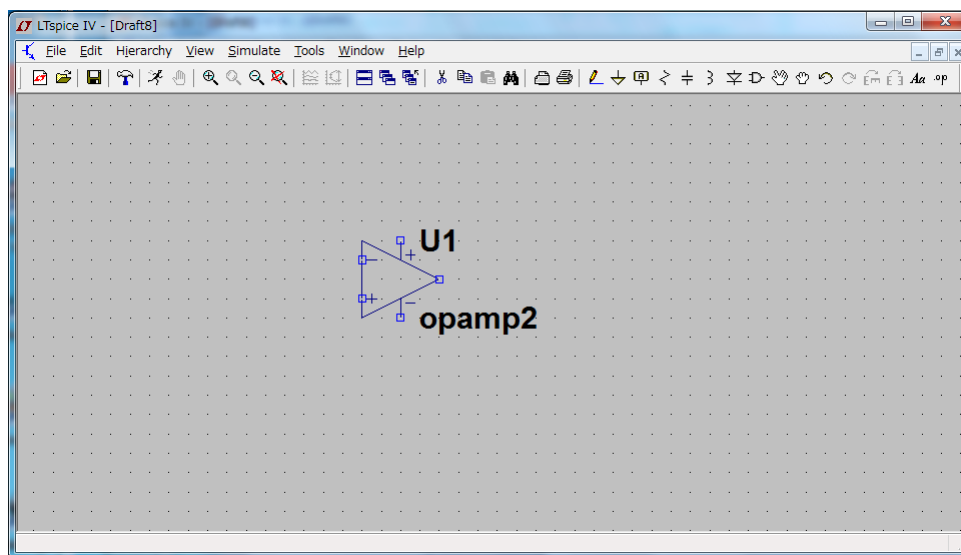 LTspice IV - [Draft8]
File Edit Hierarchy View Simulate Tools Window Help
Aa .op
U1
opamp2